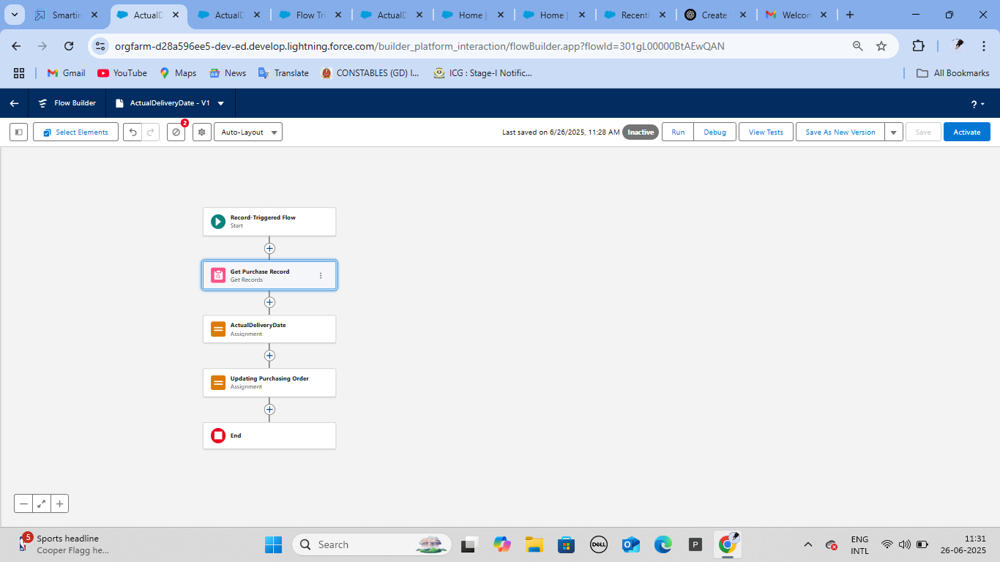 Smartin
ActualD
ActualD
Flow Tri
ActualD
Home |
Home |
Recentl
Create
Welcom
orgfarm-d28a596ee5-dev-ed.develop.lightning.force.com/builder_platform_interaction/flowBuilder.app?flowId=301gL00000BtAEwQAN
Gmail
YouTube
Maps
News
Translate
CONSTABLES (GD) I...
ICG : Stage-I Notific...
All Bookmarks
Flow Builder
ActualDeliveryDate - V1
?
Select Elements
2
Auto-Layout
Last saved on 6/26/2025, 11:28 AM
Inactive
Run
Debug
View Tests
Save As New Version
Save
Activate
Record-Triggered Flow
Start
Get Purchase Record
Get Records
ActualDeliveryDate
Assignment
Updating Purchasing Order
Assignment
End
5
Sports headline
Cooper Flagg he...
Search
DELL
P
ENG
INTL
11:31
26-06-2025